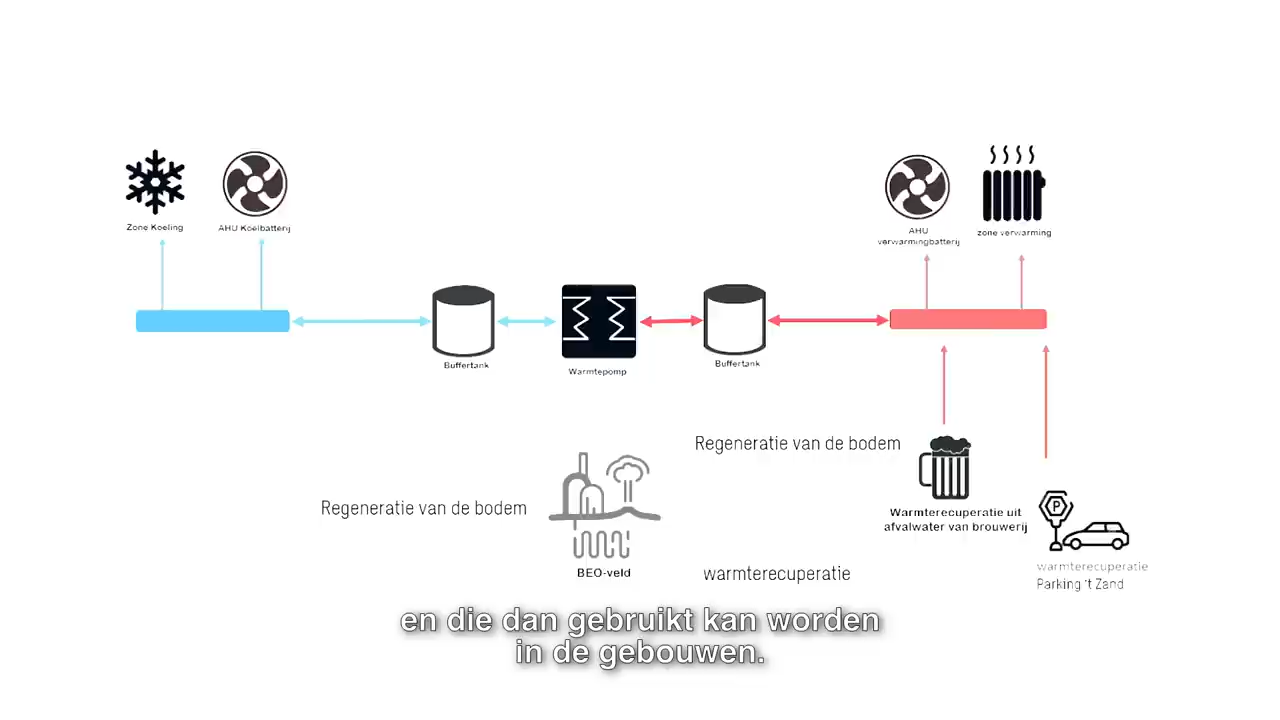 Zone Koeling
AHU Koelbatterij
AHU
verwarmingbatterij
zone verwarming
Buffertank
Warmtepomp
Buffertank
Regeneratie van de bodem
Regeneratie van de bodem
BEO-veld
warmterecuperatie
Warmterecuperatie uit
afvalwater van brouwerij
P
warmterecuperatie
Parking 't Zand
en die dan gebruikt kan worden
in de gebouwen.